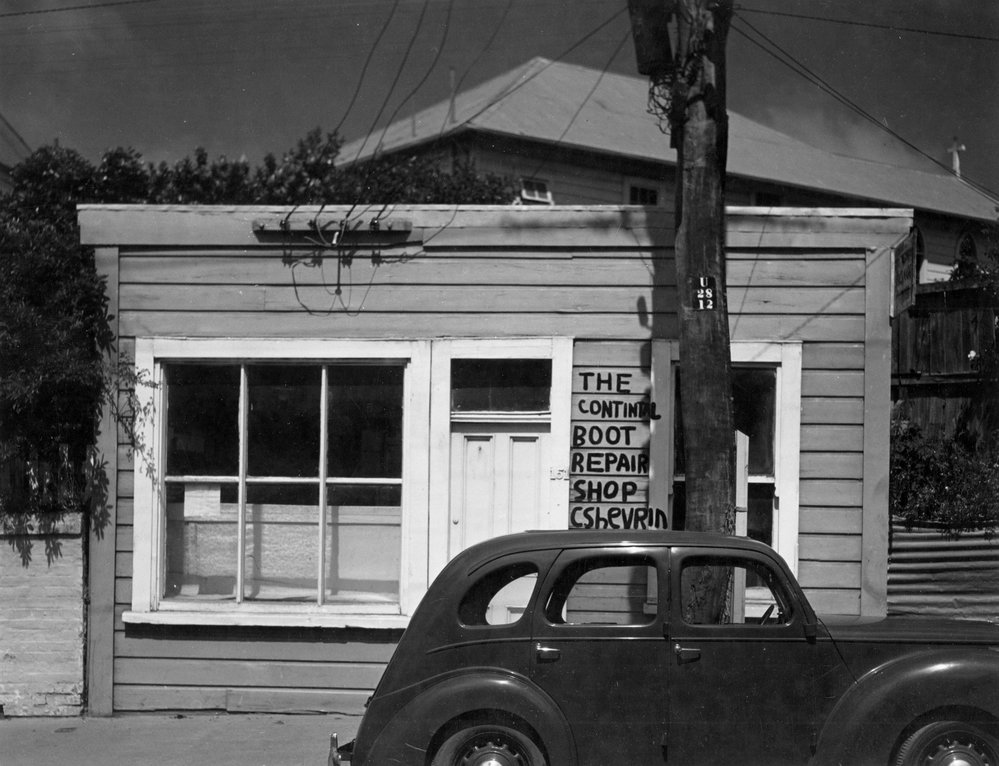 U
28
12
THE
CONTINTAL
BOOT
REPAIR
SHOP
CSHEVRIN